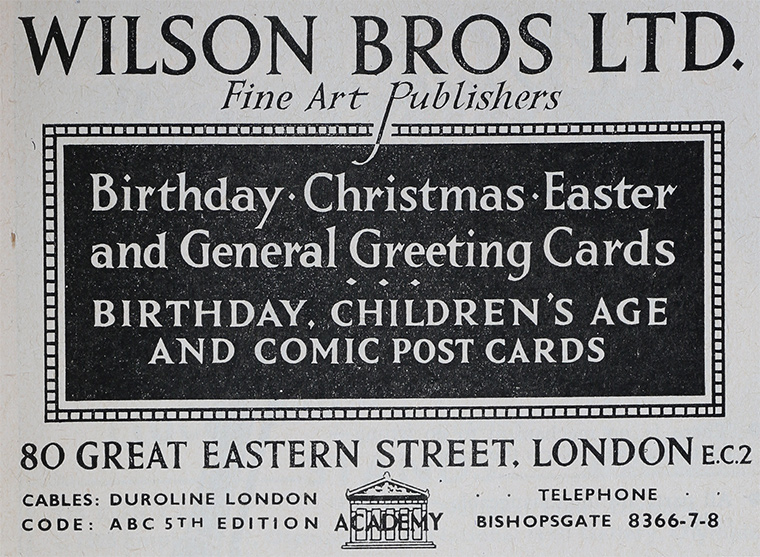 WILSON BROS LTD.
Fine Art Publishers
Birthday · Christmas · Easter
and General Greeting Cards
BIRTHDAY, CHILDREN'S AGE
AND COMIC POST CARDS
80 GREAT EASTERN STREET, LONDON E.C.2
CABLES: DUROLINE LONDON
CODE: ABC 5TH EDITION
ACADEMY
· · TELEPHONE · ·
BISHOPSGATE 8366-7-8